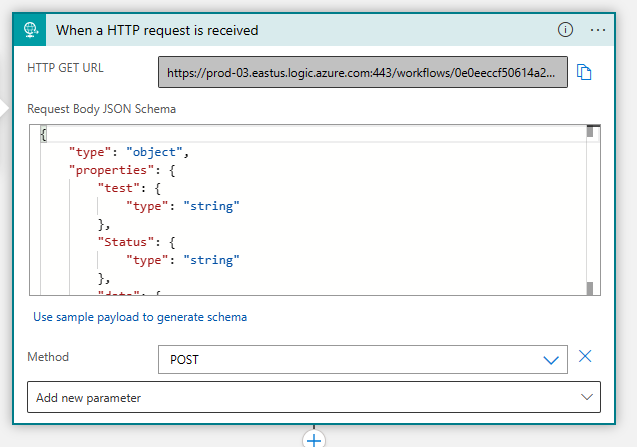 When a HTTP request is received
HTTP GET URL
https://prod-03.eastus.logic.azure.com:443/workflows/0e0eeccf50614a2...
Request Body JSON Schema
{
"type": "object",
"properties": {
"test": {
"type": "string"
},
"Status": {
"type": "string"
},
Use sample payload to generate schema
Method
POST
Add new parameter